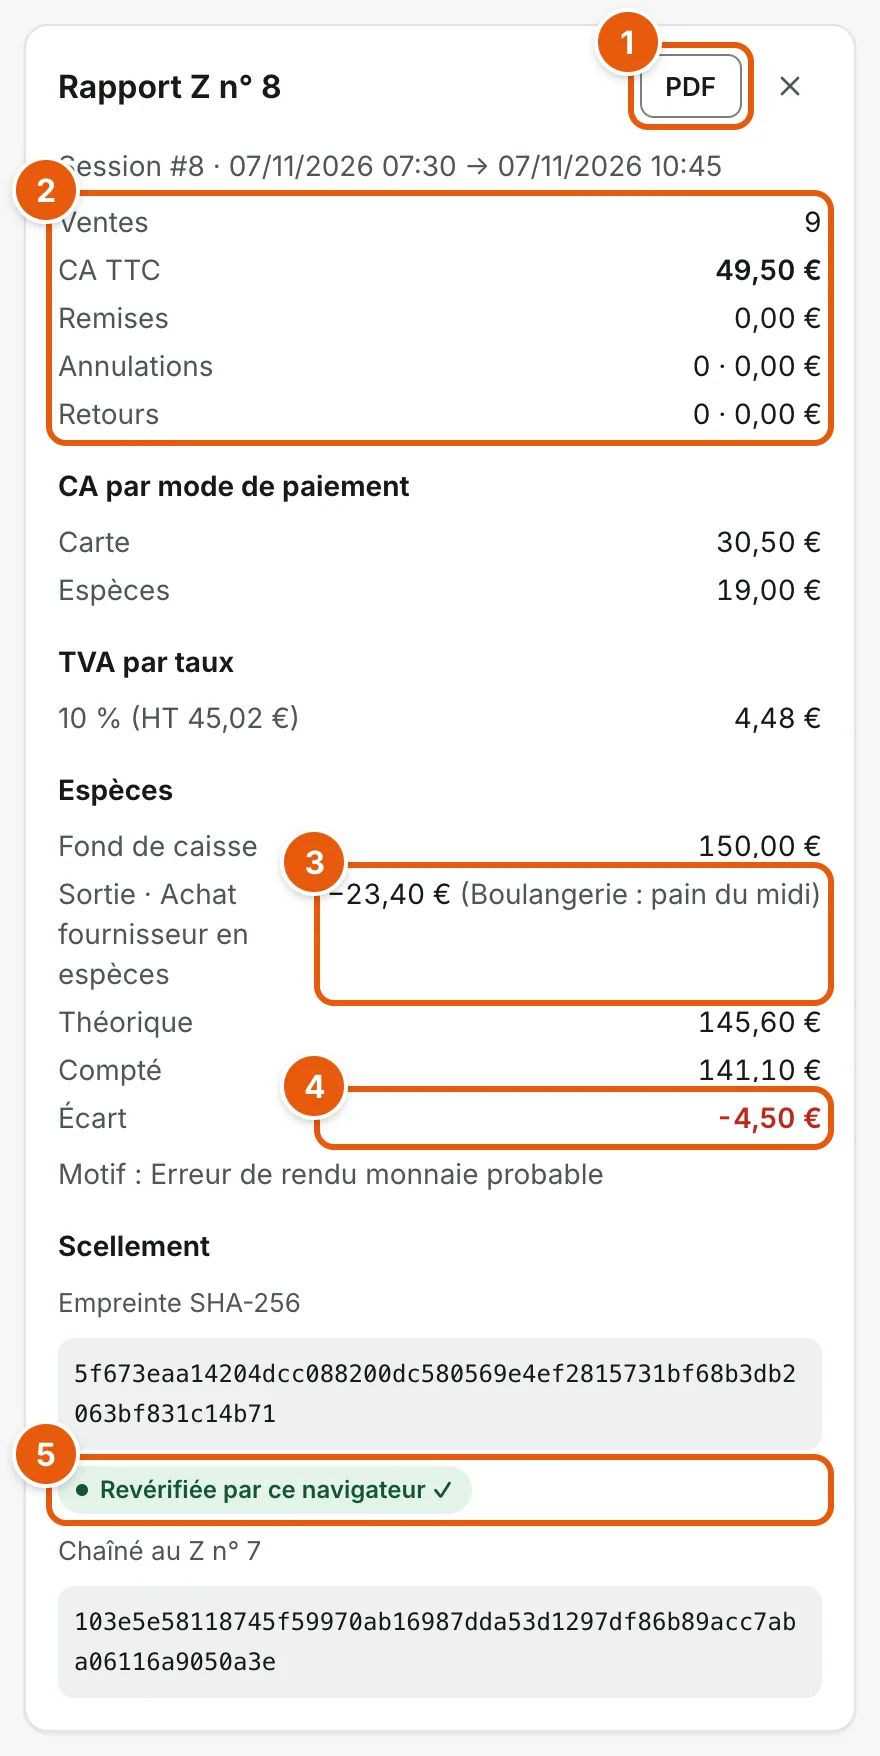 1
Rapport Z n° 8
PDF
Session #8 · 07/11/2026 07:30 → 07/11/2026 10:45
2
Ventes 9
CA TTC 49,50 €
Remises 0,00 €
Annulations 0 · 0,00 €
Retours 0 · 0,00 €
CA par mode de paiement
Carte 30,50 €
Espèces 19,00 €
TVA par taux
10 % (HT 45,02 €) 4,48 €
Espèces
Fond de caisse 150,00 €
3
Sortie · Achat −23,40 € (Boulangerie : pain du midi)
fournisseur en
espèces
Théorique 145,60 €
Compté 141,10 €
4
Écart -4,50 €
Motif : Erreur de rendu monnaie probable
Scellement
Empreinte SHA-256
5f673eaa14204dcc088200dc580569e4ef2815731bf68b3db2
063bf831c14b71
5
Revérifiée par ce navigateur ✓
Chaîné au Z n° 7
103e5e58118745f59970ab16987dda53d1297df86b89acc7ab
a06116a9050a3e